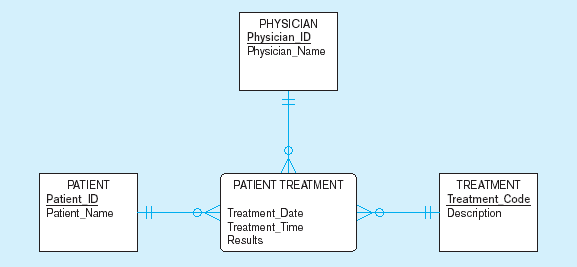 PHYSICIAN
Physician_ID
Physician_Name
PATIENT
Patient_ID
Patient_Name
PATIENT TREATMENT
Treatment_Date
Treatment_Time
Results
TREATMENT
Treatment_Code
Description